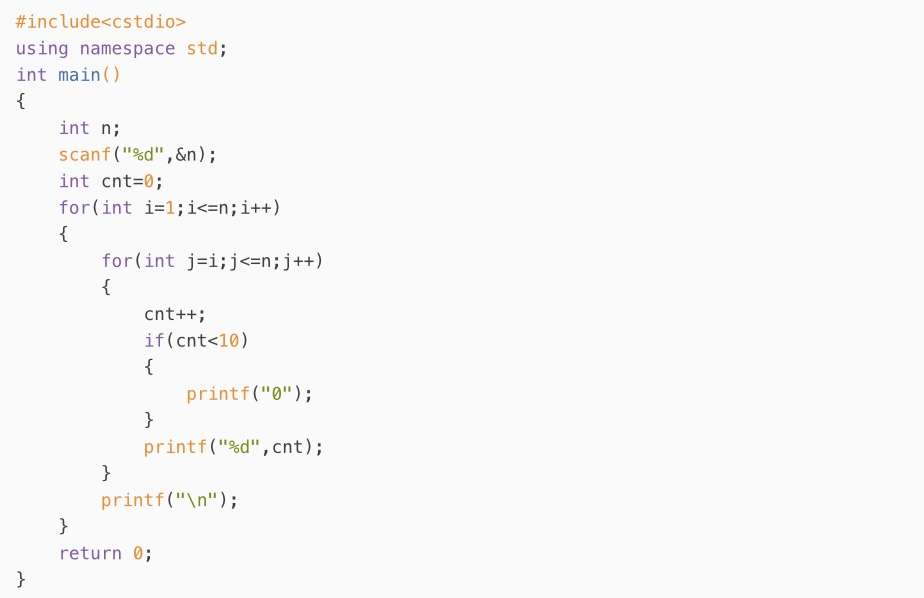 #include<cstdio>
using namespace std;
int main()
{
    int n;
    scanf("%d",&n);
    int cnt=0;
    for(int i=1;i<=n;i++)
    {
        for(int j=i;j<=n;j++)
        {
            cnt++;
            if(cnt<10)
            {
                printf("0");
            }
            printf("%d",cnt);
        }
        printf("\n");
    }
    return 0;
}